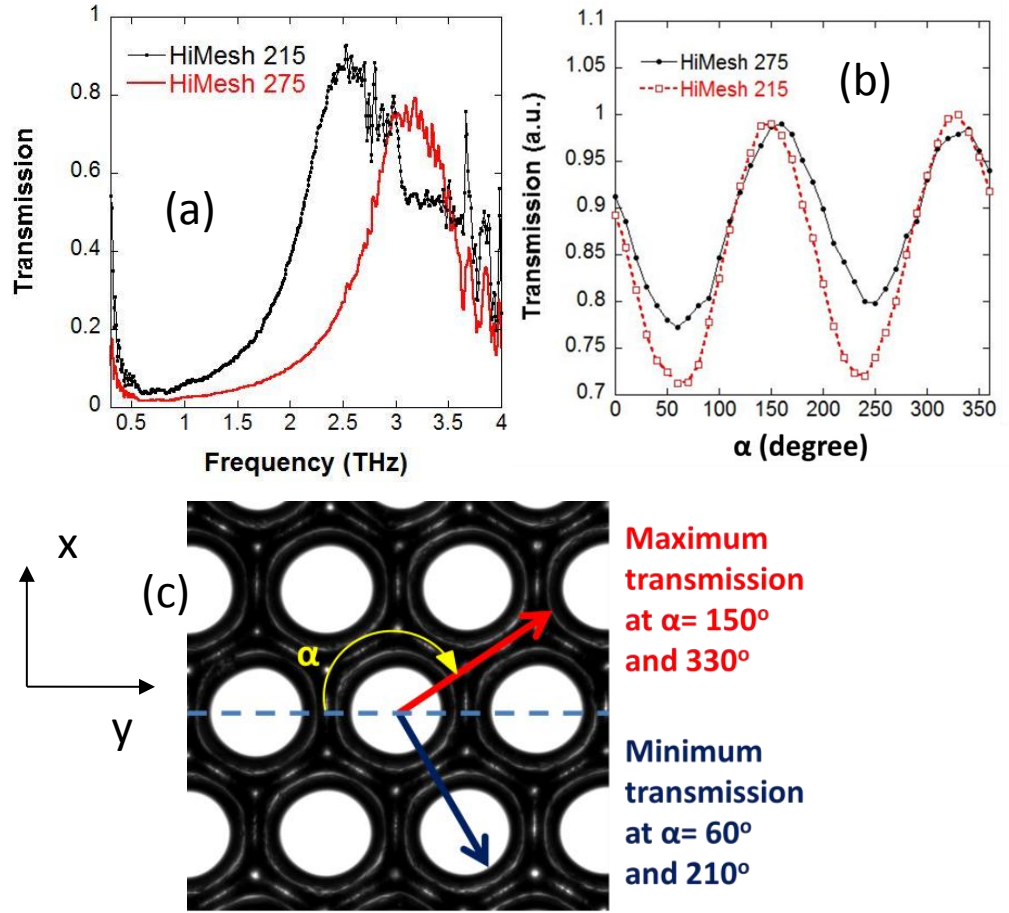 1
0.8
0.6
0.4
0.2
0
Transmission
HiMesh 215
HiMesh 275
(a)
0.5 1 1.5 2 2.5 3 3.5 4
Frequency (THz)
1.1
1.05
1
0.95
0.9
0.85
0.8
0.75
0.7
Transmission (a.u.)
HiMesh 275
HiMesh 215
(b)
0 50 100 150 200 250 300 350
α (degree)
x
y
(c)
α
Maximum
transmission
at α= 150º
and 330º
Minimum
transmission
at α= 60º
and 210º